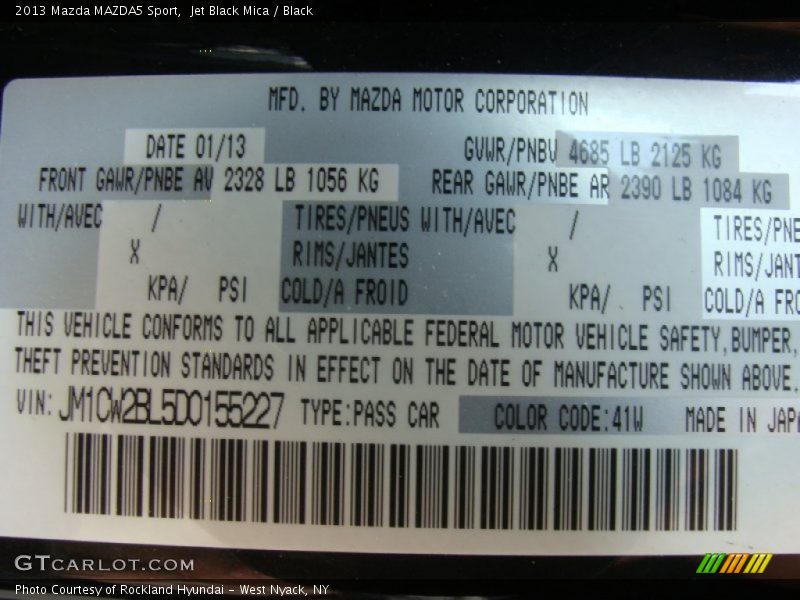 2013 Mazda MAZDA5 Sport, Jet Black Mica / Black
MFD. BY MAZDA MOTOR CORPORATION
DATE 01/13 GVWR/PNBV 4685 LB 2125 KG
FRONT GAWR/PNBE AV 2328 LB 1056 KG REAR GAWR/PNBE AR 2390 LB 1084 KG
WITH/AVEC / TIRES/PNEUS WITH/AVEC / TIRES/PNE
X RIMS/JANTES X RIMS/JANT
KPA/ PSI COLD/A FROID KPA/ PSI COLD/A FRO
THIS VEHICLE CONFORMS TO ALL APPLICABLE FEDERAL MOTOR VEHICLE SAFETY, BUMPER,
THEFT PREVENTION STANDARDS IN EFFECT ON THE DATE OF MANUFACTURE SHOWN ABOVE.
VIN: JM1CW2BL5D0155227 TYPE:PASS CAR COLOR CODE:41W MADE IN JAPA
GTCARLOT.COM
Photo Courtesy of Rockland Hyundai - West Nyack, NY